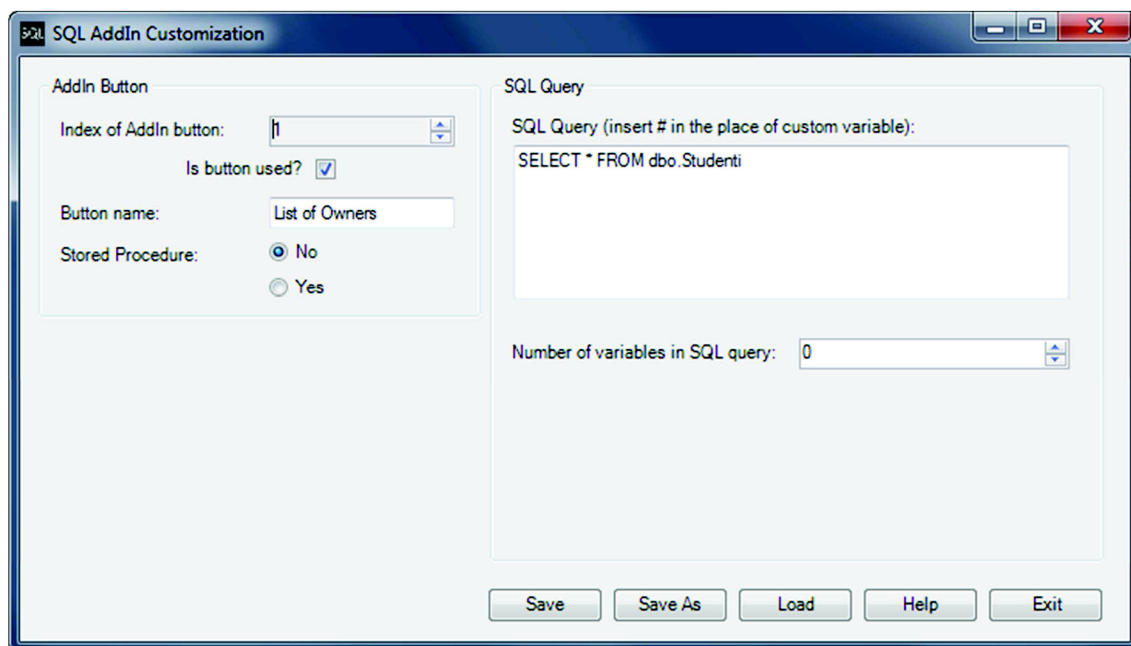 SQL SQL AddIn Customization
AddIn Button
Index of AddIn button: 1
Is button used?
Button name: List of Owners
Stored Procedure: No
Yes
SQL Query
SQL Query (insert # in the place of custom variable):
SELECT * FROM dbo.Studenti
Number of variables in SQL query: 0
Save Save As Load Help Exit